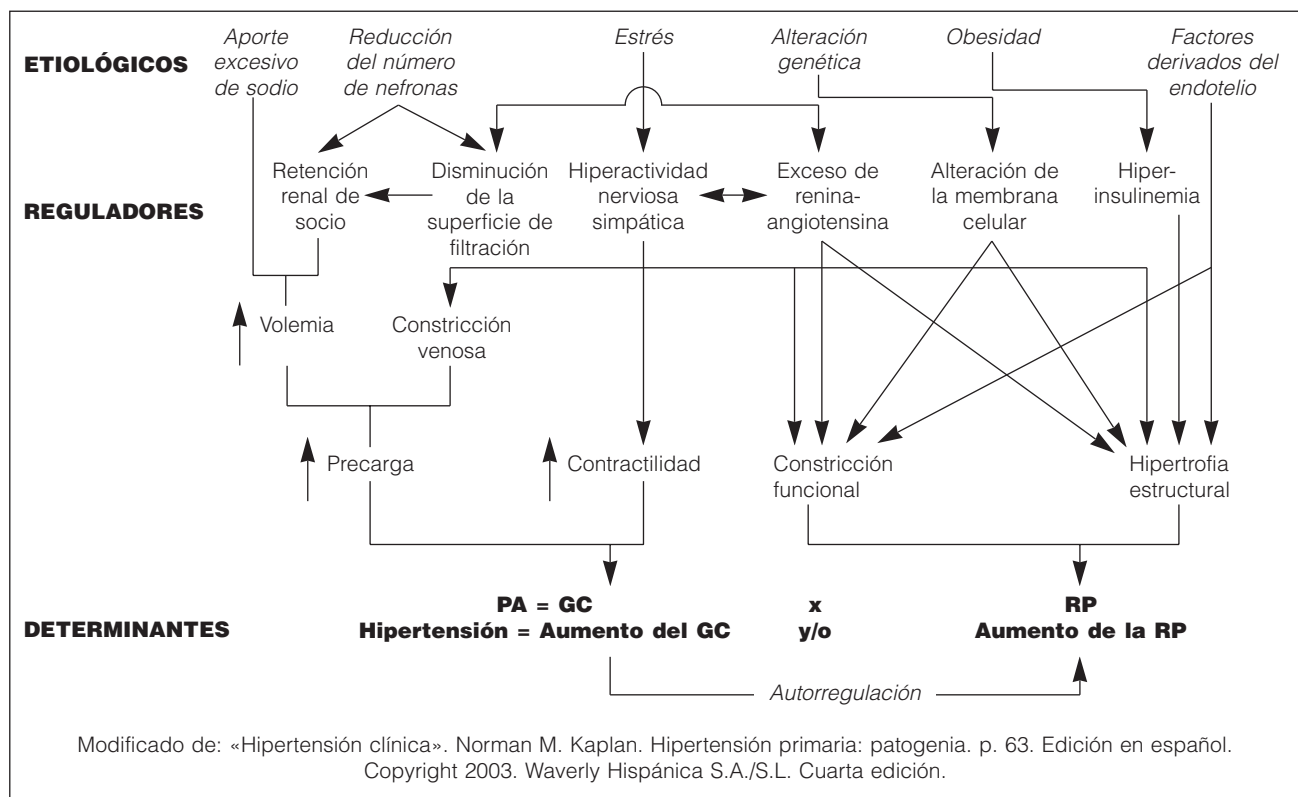 ETIOLÓGICOS
Aporte
excesivo
de sodio
Reducción
del número
de nefronas
Estrés
Alteración
genética
Obesidad
Factores
derivados del
endotelio
REGULADORES
Retención
renal de
socio
Disminución
de la
superficie de
filtración
Hiperactividad
nerviosa
simpática
Exceso de
renina-
angiotensina
Alteración de
la membrana
celular
Hiper-
insulinemia
Volemia
Constricción
venosa
Precarga
Contractilidad
Constricción
funcional
Hipertrofia
estructural
DETERMINANTES
PA = GC x RP
Hipertensión = Aumento del GC y/o Aumento de la RP
Autorregulación
Modificado de: «Hipertensión clínica». Norman M. Kaplan. Hipertensión primaria: patogenia. p. 63. Edición en español.
Copyright 2003. Waverly Hispánica S.A./S.L. Cuarta edición.